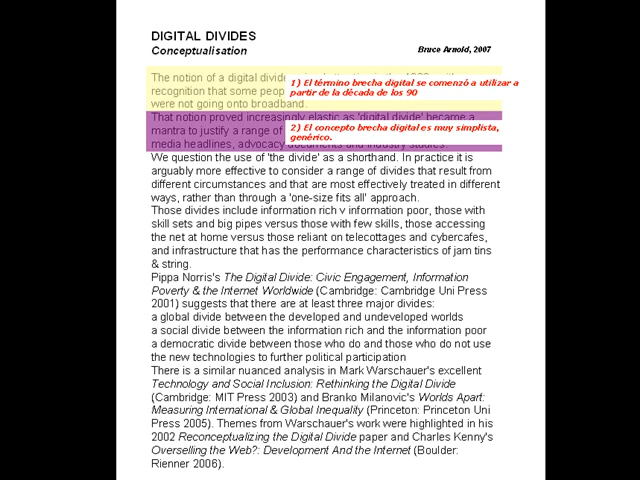 DIGITAL DIVIDES
Conceptualisation
Bruce Arnold, 2007
The notion of a digital divide
recognition that some peop
were not going onto broadband.
1) El término brecha digital se comenzó a utilizar a
partir de la década de los 90
That notion proved increasingly elastic as 'digital divide' became a
mantra to justify a range of
media headlines, advocacy documents and industry studies.
2) El concepto brecha digital es muy simplista,
genérico.
We question the use of 'the divide' as a shorthand. In practice it is
arguably more effective to consider a range of divides that result from
different circumstances and that are most effectively treated in different
ways, rather than through a 'one-size fits all' approach.
Those divides include information rich v information poor, those with
skill sets and big pipes versus those with few skills, those accessing
the net at home versus those reliant on telecottages and cybercafes,
and infrastructure that has the performance characteristics of jam tins
& string.
Pippa Norris's The Digital Divide: Civic Engagement, Information
Poverty & the Internet Worldwide (Cambridge: Cambridge Uni Press
2001) suggests that there are at least three major divides:
a global divide between the developed and undeveloped worlds
a social divide between the information rich and the information poor
a democratic divide between those who do and those who do not use
the new technologies to further political participation
There is a similar nuanced analysis in Mark Warschauer's excellent
Technology and Social Inclusion: Rethinking the Digital Divide
(Cambridge: MIT Press 2003) and Branko Milanovic's Worlds Apart:
Measuring International & Global Inequality (Princeton: Princeton Uni
Press 2005). Themes from Warschauer's work were highlighted in his
2002 Reconceptualizing the Digital Divide paper and Charles Kenny's
Overselling the Web?: Development And the Internet (Boulder:
Rienner 2006).